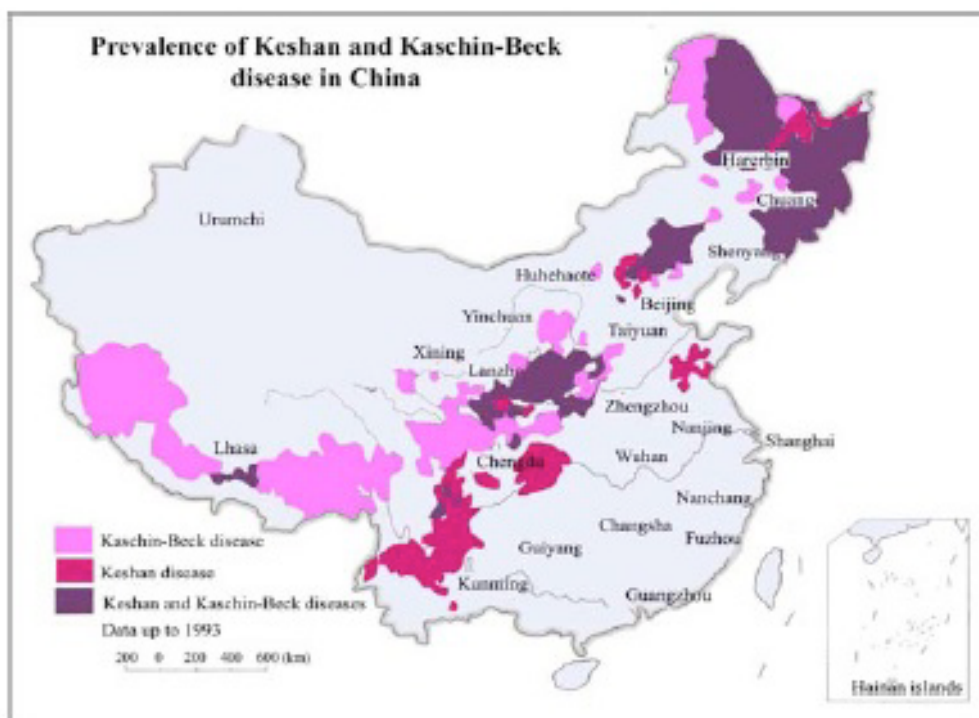 Prevalence of Keshan and Kaschin-Beck
disease in China
Harerbin
Urumchi
Chuang
Shenyang
Huhehaote
Beijing
Yinchuan
Taiyuan
Xining
Lanzhu
Zhengzhou
Nanjing
Shanghai
Lhasa
Wuhan
Chengdu
Nanchang
Changsha
Fuzhou
Guiyang
Kunming
Guangzhou
Kaschin-Beck disease
Keshan disease
Keshan and Kaschin-Beck diseases
Data up to 1993
200 0 200 400 600 (km)
Hainan islands